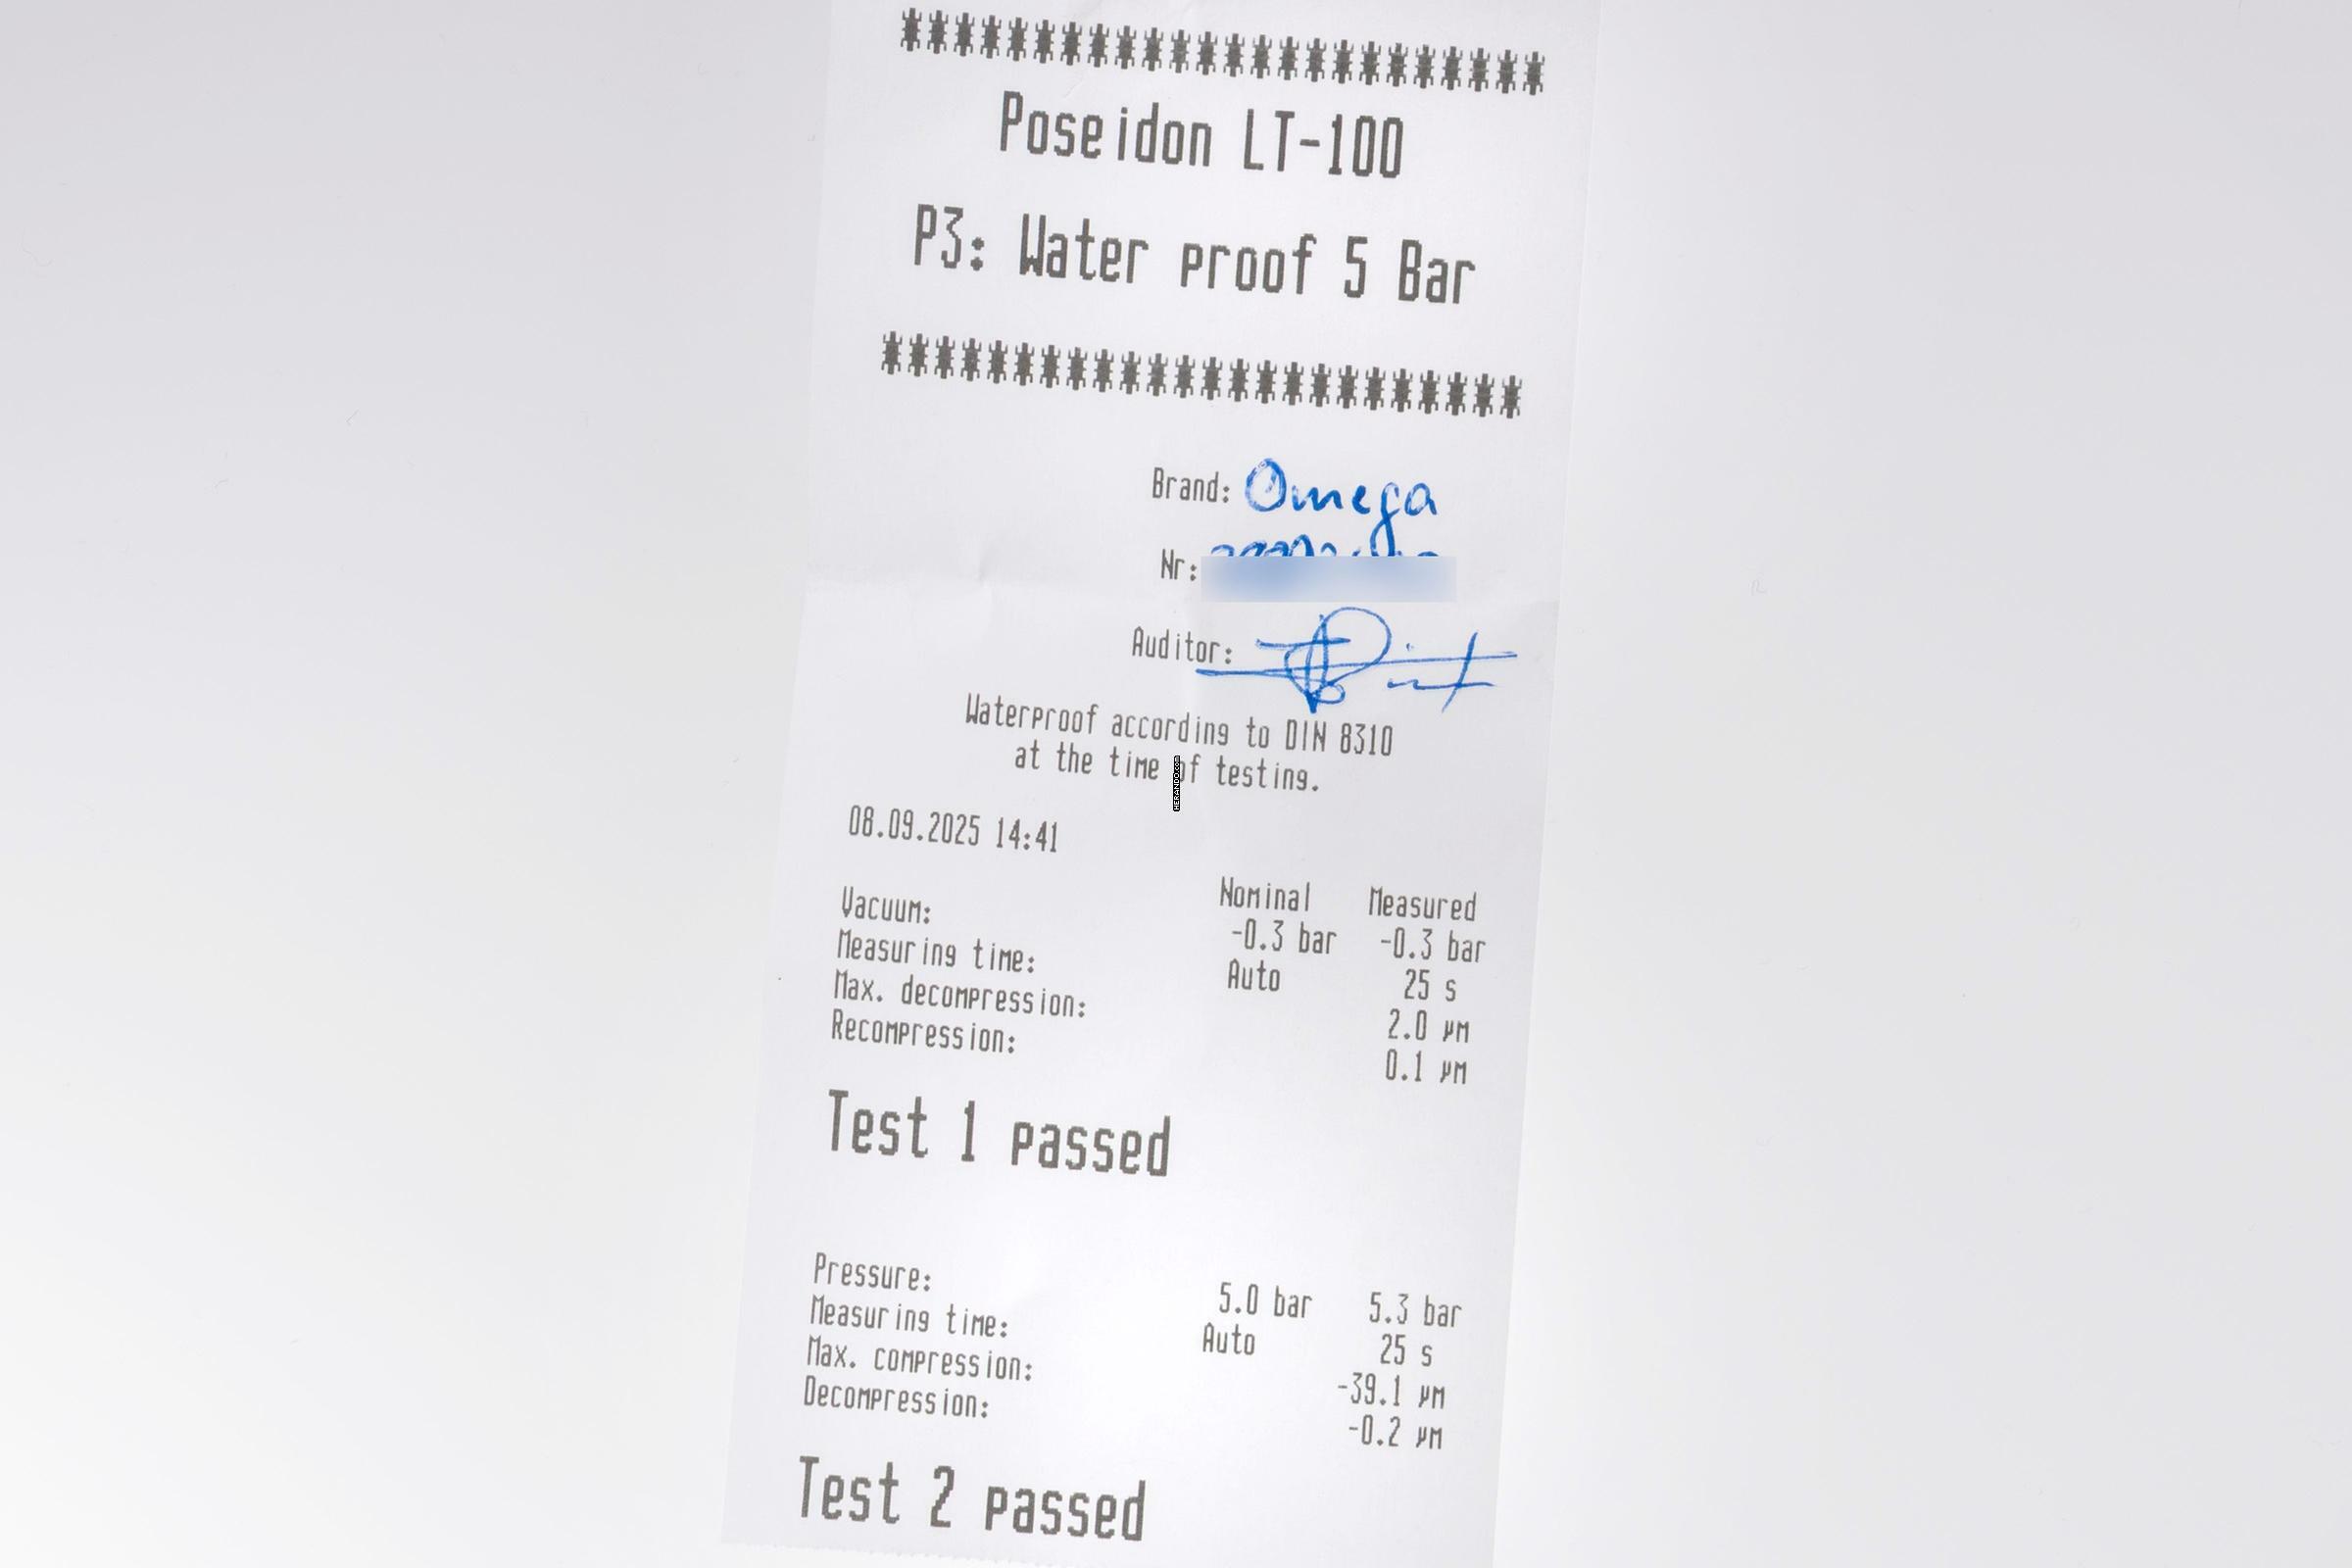 Poseidon LT-100
P3: Water proof 5 Bar
Brand: Omega
Nr:
Auditor:
Waterproof according to DIN 8310
at the time of testing.
HERANDO.com
08.09.2025 14:41
Nominal Measured
Vacuum: -0.3 bar -0.3 bar
Measuring time: Auto 25 s
Max. decompression: 2.0 µm
Recompression: 0.1 µm
Test 1 passed
Pressure: 5.0 bar 5.3 bar
Measuring time: Auto 25 s
Max. compression: -39.1 µm
Decompression: -0.2 µm
Test 2 passed